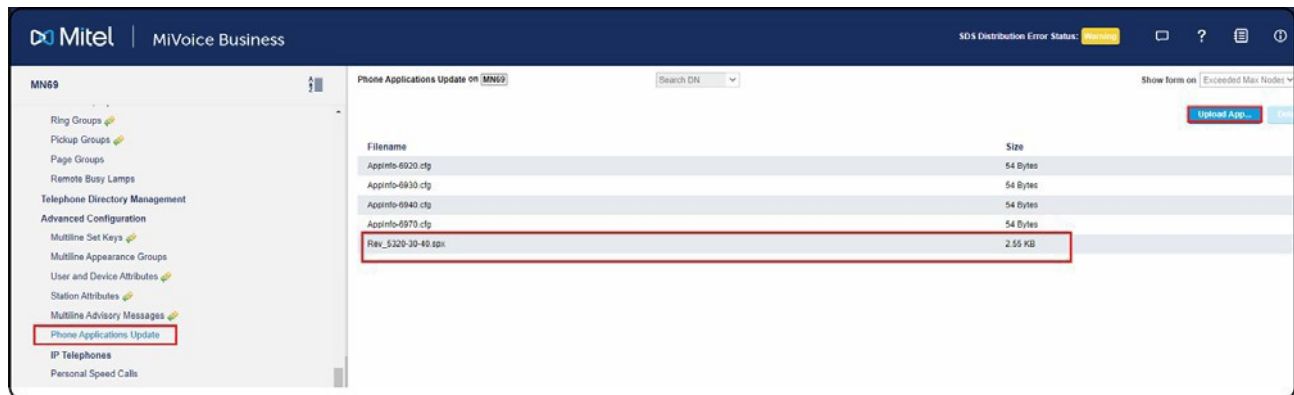 Mitel | MiVoice Business
SDS Distribution Error Status: Warning
MN69
Phone Applications Update on MN69
Search DN
Show form on Exceeded Max Nodes
Ring Groups
Pickup Groups
Page Groups
Remote Busy Lamps
Telephone Directory Management
Advanced Configuration
Multiline Set Keys
Multiline Appearance Groups
User and Device Attributes
Station Attributes
Multiline Advisory Messages
Phone Applications Update
IP Telephones
Personal Speed Calls
Upload App...
Filename Size
AppInfo-6920.cfg 54 Bytes
AppInfo-6930.cfg 54 Bytes
AppInfo-6940.cfg 54 Bytes
AppInfo-6970.cfg 54 Bytes
Rev_5320-30-40.spx 2.55 KB